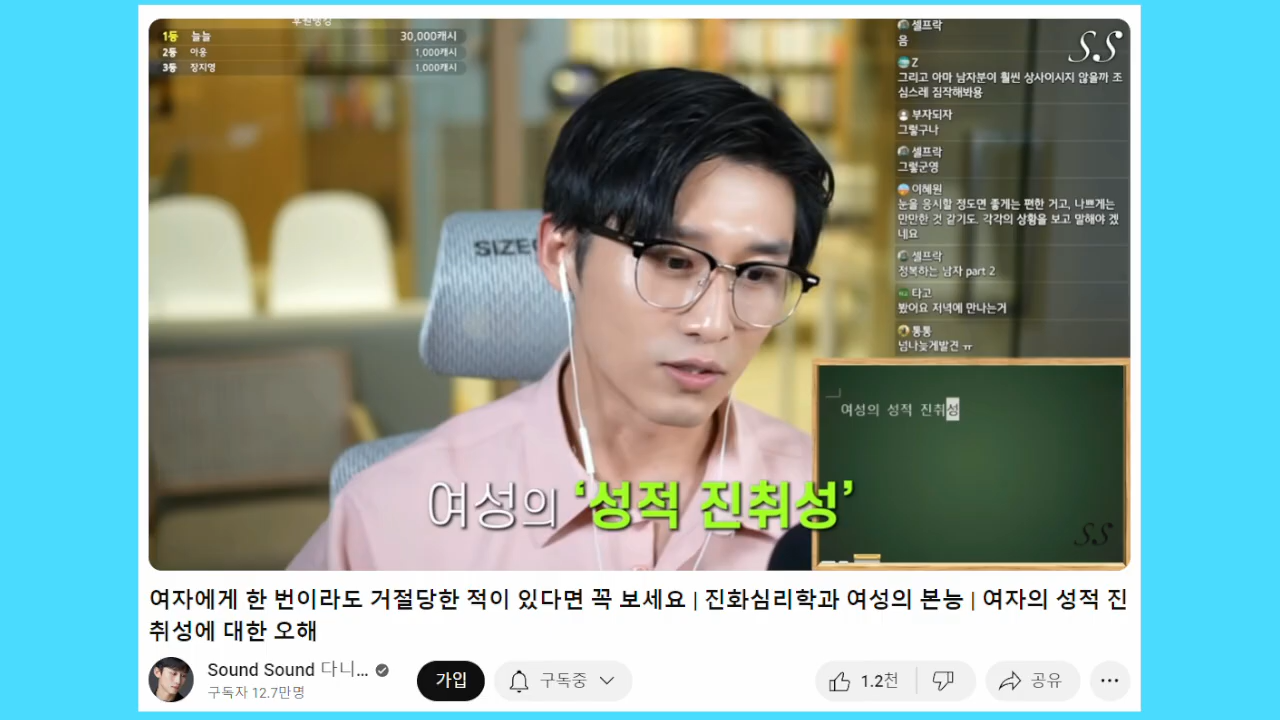 후원랭킹
1등 늘늘 30,000캐시
2등 아웅 1,000캐시
3등 장지영 1,000캐시
셀프락
음
SS
Z
그리고 아마 남자분이 훨씬 상사이시지 않을까 조
심스레 짐작해봐용
부자되자
그렇구나
셀프락
그렇군영
이혜원
눈을 응시할 정도면 좋게는 편한 거고, 나쁘게는
만만한 것 같기도. 각각의 상황을 보고 말해야 겠
네요
셀프락
정복하는 남자 part 2
타고
봤어요 저녁에 만나는거
통통
넘나늦게발견 ㅠ
여성의 성적 진취성
여성의 ‘성적 진취성’
SS
여자에게 한 번이라도 거절당한 적이 있다면 꼭 보세요 | 진화심리학과 여성의 본능 | 여자의 성적 진
취성에 대한 오해
Sound Sound 다니...
구독자 12.7만명
가입
구독중
1.2천
공유